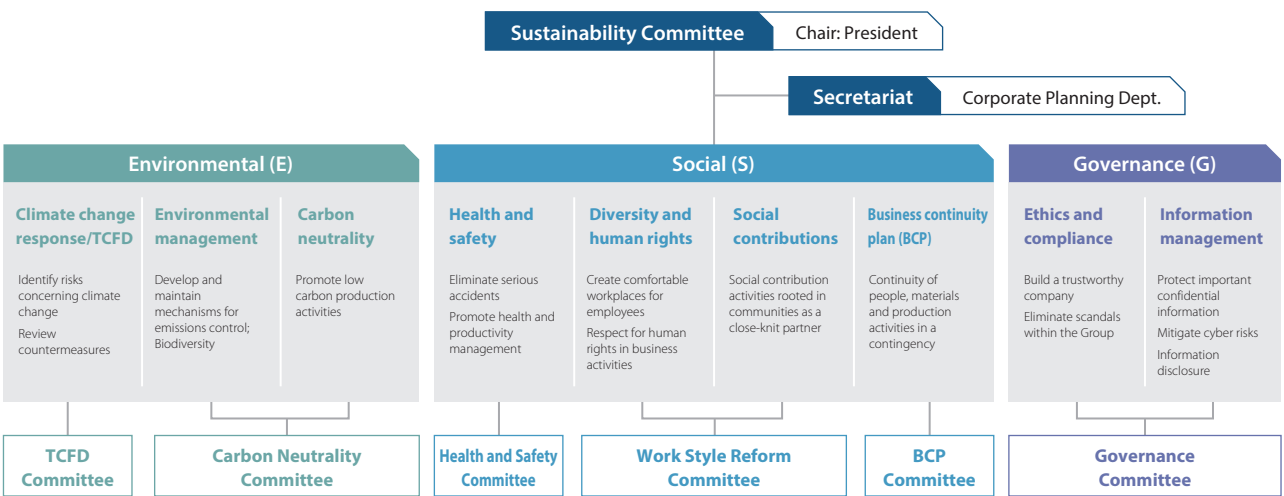 Sustainability Committee
Chair: President
Secretariat
Corporate Planning Dept.
Environmental (E)
Climate change
response/TCFD
Identify risks
concerning climate
change
Review
countermeasures
Environmental
management
Develop and
maintain
mechanisms for
emissions control;
Biodiversity
Carbon
neutrality
Promote low
carbon production
activities
Social (S)
Health and
safety
Eliminate serious
accidents
Promote health and
productivity
management
Diversity and
human rights
Create comfortable
workplaces for
employees
Respect for human
rights in business
activities
Social
contributions
Social contribution
activities rooted in
communities as a
close-knit partner
Business continuity
plan (BCP)
Continuity of
people, materials
and production
activities in a
contingency
Governance (G)
Ethics and
compliance
Build a trustworthy
company
Eliminate scandals
within the Group
Information
management
Protect important
confidential
information
Mitigate cyber risks
Information
disclosure
TCFD
Committee
Carbon Neutrality
Committee
Health and Safety
Committee
Work Style Reform
Committee
BCP
Committee
Governance
Committee